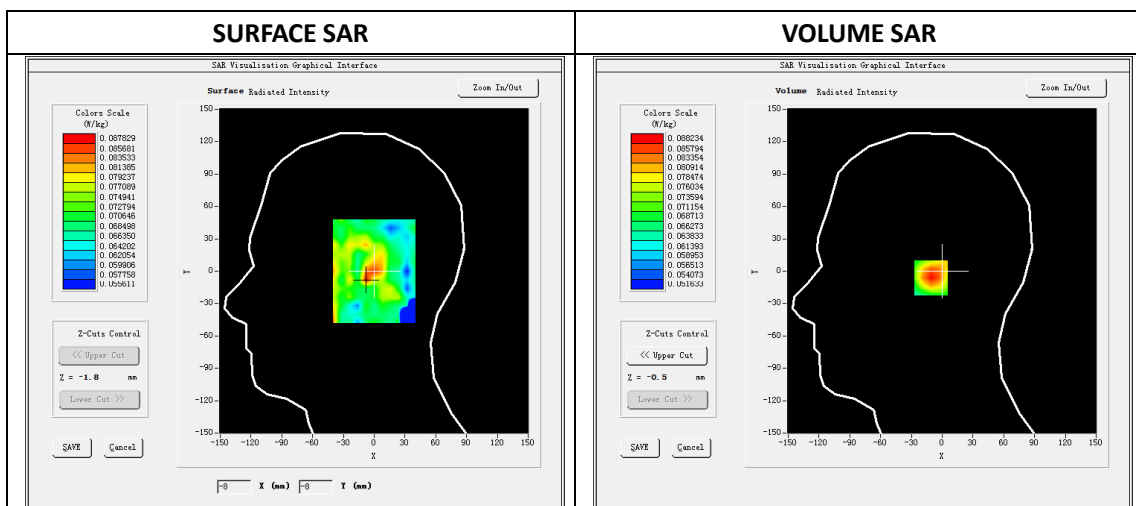 SURFACE SAR
VOLUME SAR
SAR Visualisation Graphical Interface
Surface Radiated Intensity
Zoom In/Out
Colors Scale
(W/kg)
0.087829
0.085681
0.083533
0.081385
0.079237
0.077089
0.074941
0.072794
0.070646
0.068498
0.066350
0.064202
0.062054
0.059906
0.057758
0.055611
Z-Cuts Control
<< Upper Cut
Z = -1.8 mm
Lower Cut >>
SAVE
Cancel
150
120
90
60
30
0
-30
-60
-90
-120
-150
Y
-150 -120 -90 -60 -30 0 30 60 90 120 150
X
-8 X (mm) -8 Y (mm)
SAR Visualisation Graphical Interface
Volume Radiated Intensity
Zoom In/Out
Colors Scale
(W/kg)
0.088234
0.085794
0.083354
0.080914
0.078474
0.076034
0.073594
0.071154
0.068713
0.066273
0.063833
0.061393
0.058953
0.056513
0.054073
0.051633
Z-Cuts Control
<< Upper Cut
Z = -0.5 mm
Lower Cut >>
SAVE
Cancel
150
120
90
60
30
0
-30
-60
-90
-120
-150
Y
-150 -120 -90 -60 -30 0 30 60 90 120 150
X